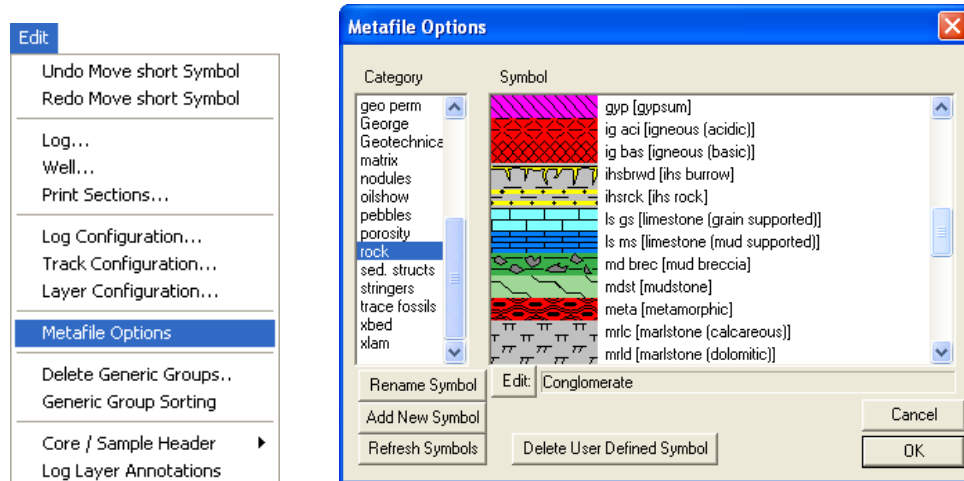 Edit
Undo Move short Symbol
Redo Move short Symbol
Log...
Well...
Print Sections...
Log Configuration...
Track Configuration...
Layer Configuration...
Metafile Options
Delete Generic Groups..
Generic Group Sorting
Core / Sample Header
Log Layer Annotations
Metafile Options
Category
Symbol
geo perm
George
Geotechnica
matrix
nodules
oilshow
pebbles
porosity
rock
sed. structs
stringers
trace fossils
xbed
xlam
gyp [gypsum]
ig aci [igneous (acidic)]
ig bas [igneous (basic)]
ihsbrwd [ihs burrow]
ihsrck [ihs rock]
ls gs [limestone (grain supported)]
ls ms [limestone (mud supported)]
md brec [mud breccia]
mdst [mudstone]
meta [metamorphic]
mrlc [marlstone (calcareous)]
mrld [marlstone (dolomitic)]
Rename Symbol
Edit:
Conglomerate
Add New Symbol
Cancel
Refresh Symbols
Delete User Defined Symbol
OK